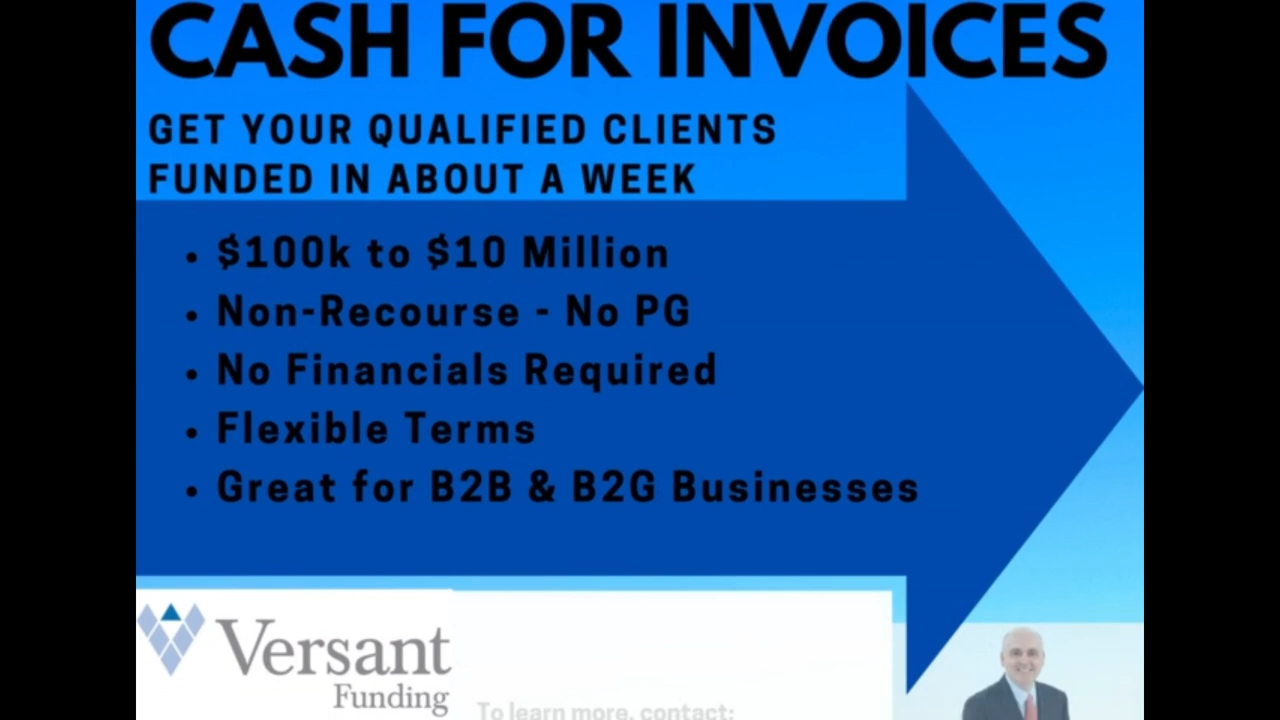 CASH FOR INVOICES
GET YOUR QUALIFIED CLIENTS
FUNDED IN ABOUT A WEEK
• $100k to $10 Million
• Non-Recourse - No PG
• No Financials Required
• Flexible Terms
• Great for B2B & B2G Businesses
Versant
Funding
To learn more, contact: